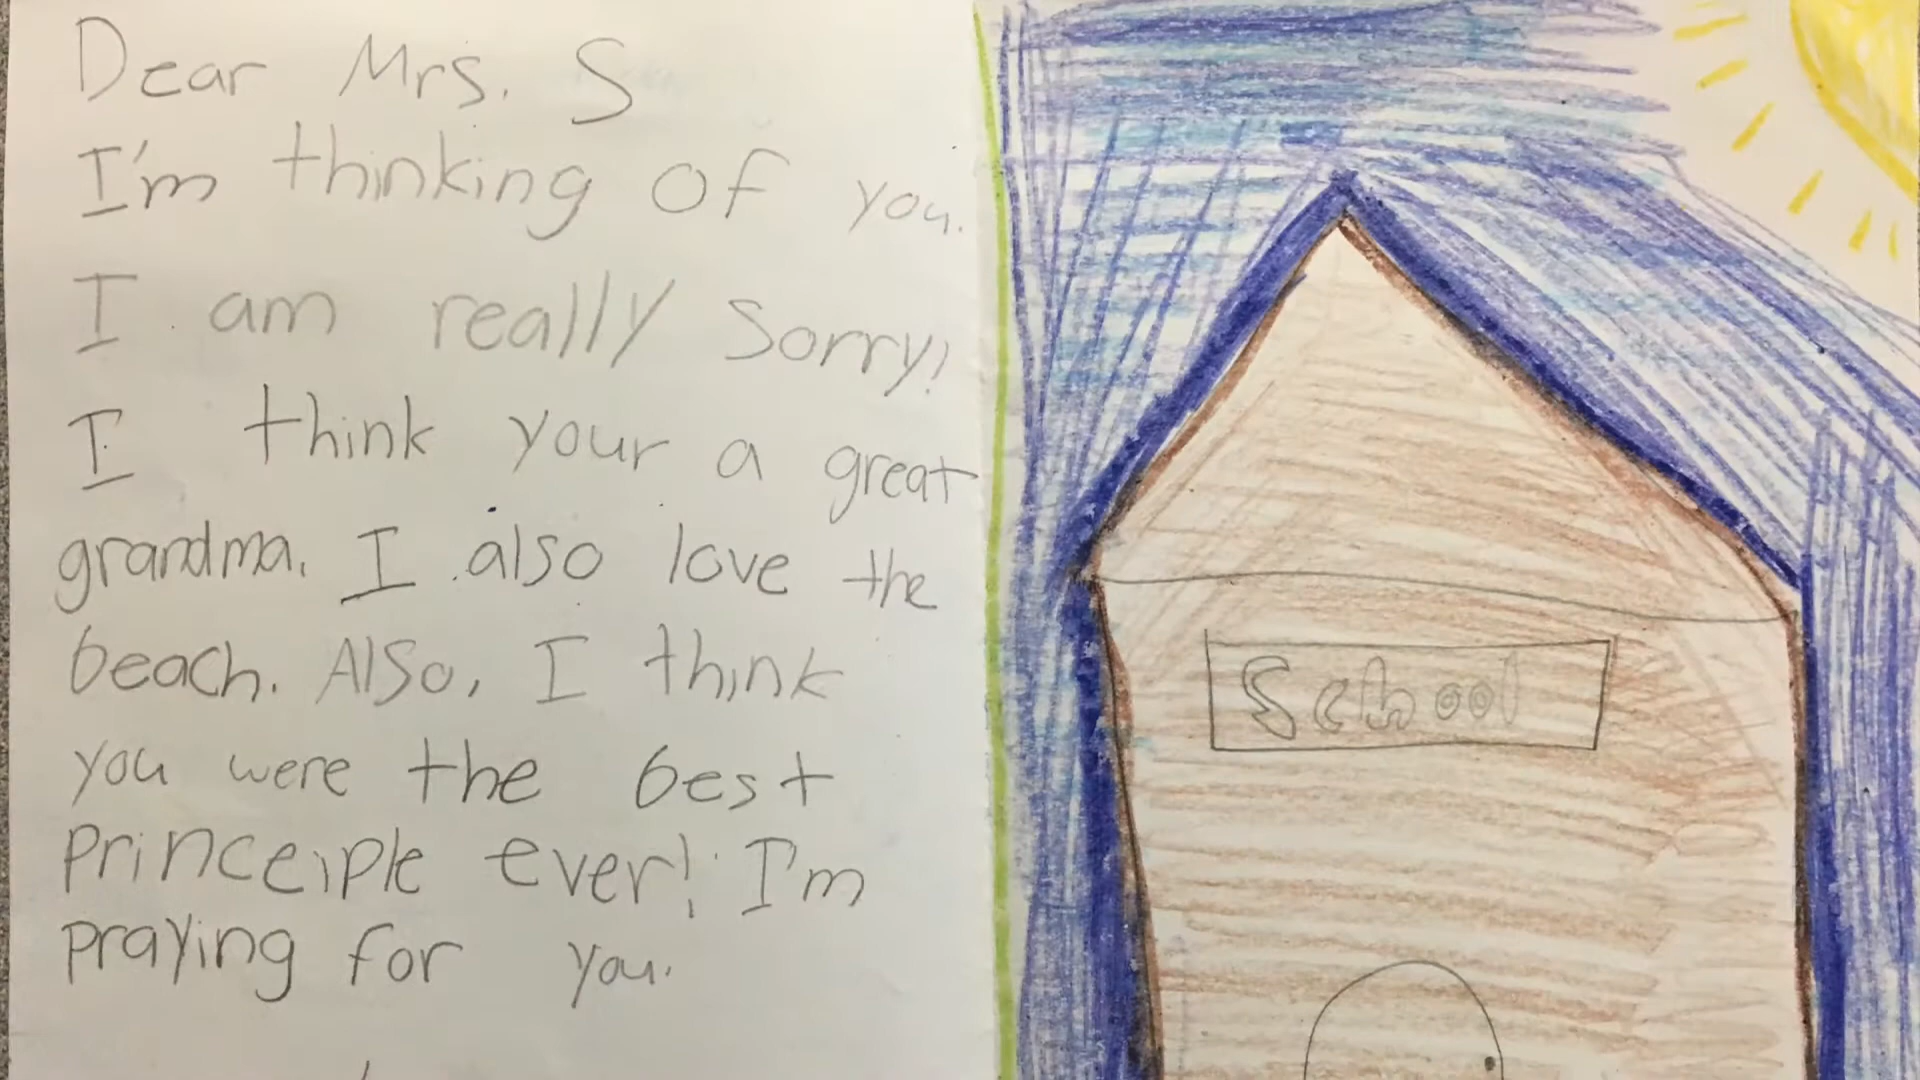 Dear Mrs. S
I'm thinking of you.
I am really sorry!
I think your a great
grandma. I also love the
beach. Also, I think
you were the best
princeiple ever! I'm
praying for you.
School